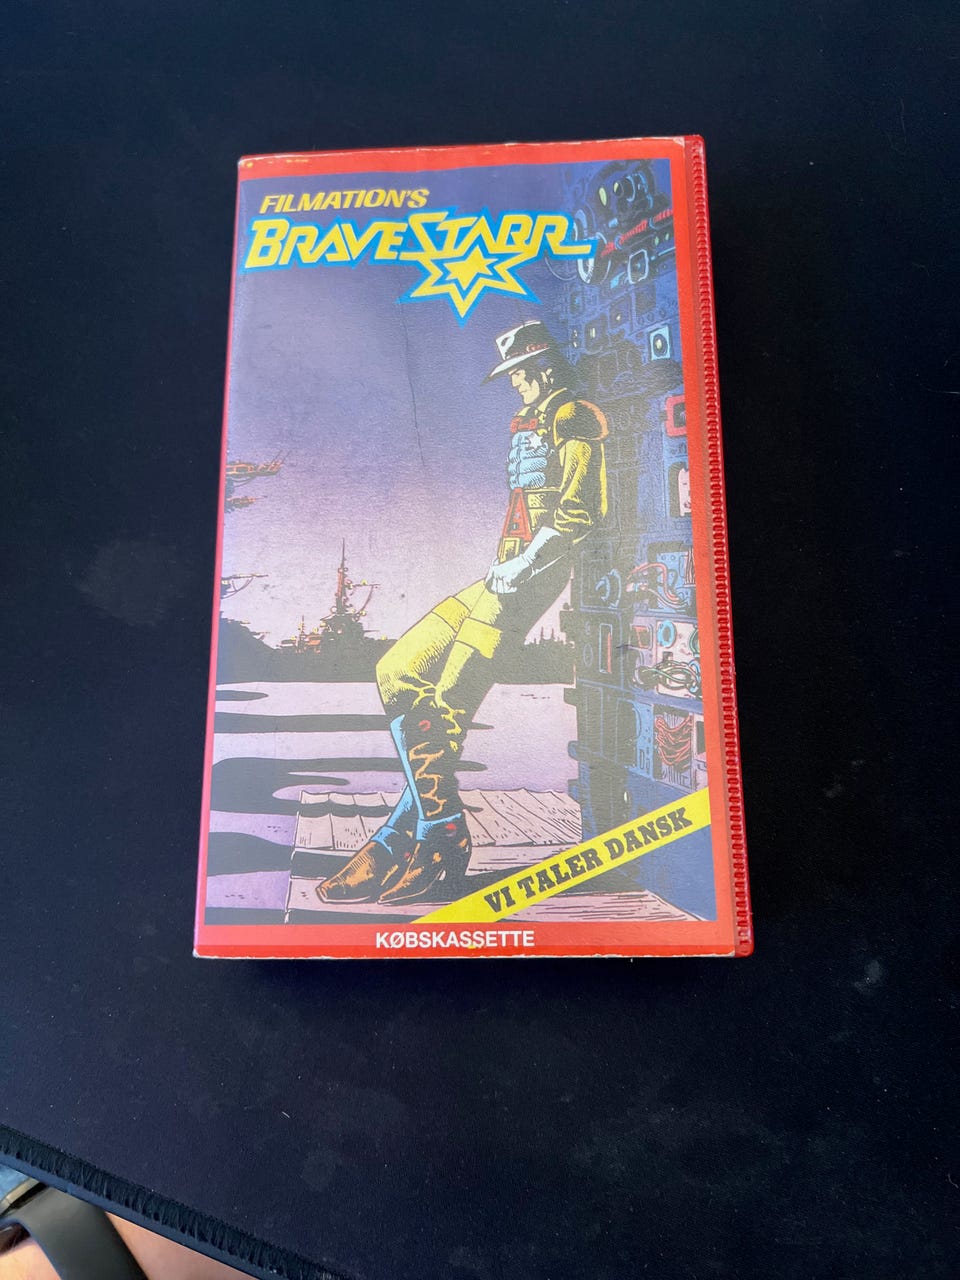 FILMATION'S
BRAVESTARR
VI TALER DANSK
KØBSKASSETTE